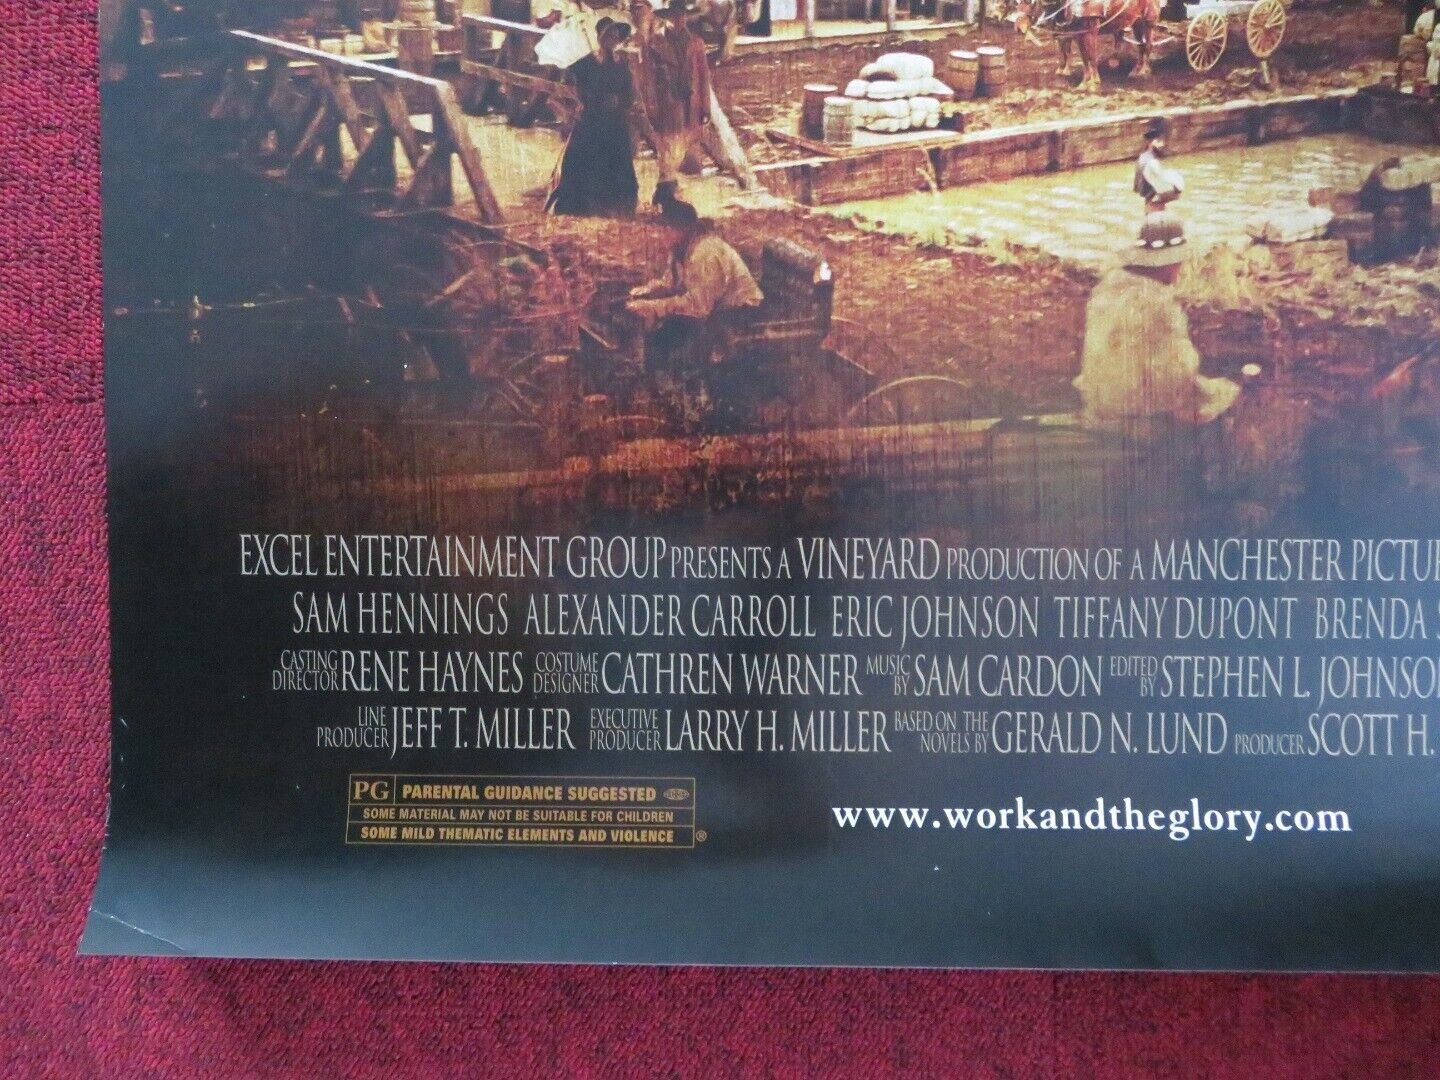 EXCEL ENTERTAINMENT GROUP PRESENTS A VINEYARD PRODUCTION OF A MANCHESTER PICTU
SAM HENNINGS ALEXANDER CARROLL ERIC JOHNSON TIFFANY DUPONT BRENDA S
CASTING DIRECTOR RENE HAYNES COSTUME DESIGNER CATHREN WARNER MUSIC BY SAM CARDON EDITED BY STEPHEN L. JOHNSO
LINE PRODUCER JEFF T. MILLER EXECUTIVE PRODUCER LARRY H. MILLER BASED ON THE NOVELS BY GERALD N. LUND PRODUCER SCOTT H.
PG PARENTAL GUIDANCE SUGGESTED
SOME MATERIAL MAY NOT BE SUITABLE FOR CHILDREN
SOME MILD THEMATIC ELEMENTS AND VIOLENCE ®
www.workandtheglory.com